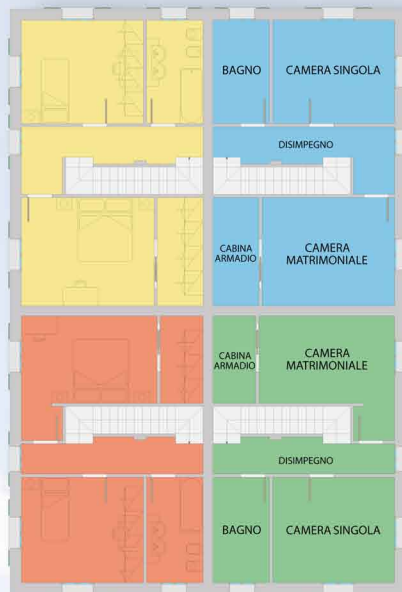 BAGNO
CAMERA SINGOLA
DISIMPEGNO
CABINA
ARMADIO
CAMERA
MATRIMONIALE
CABINA
ARMADIO
CAMERA
MATRIMONIALE
DISIMPEGNO
BAGNO
CAMERA SINGOLA